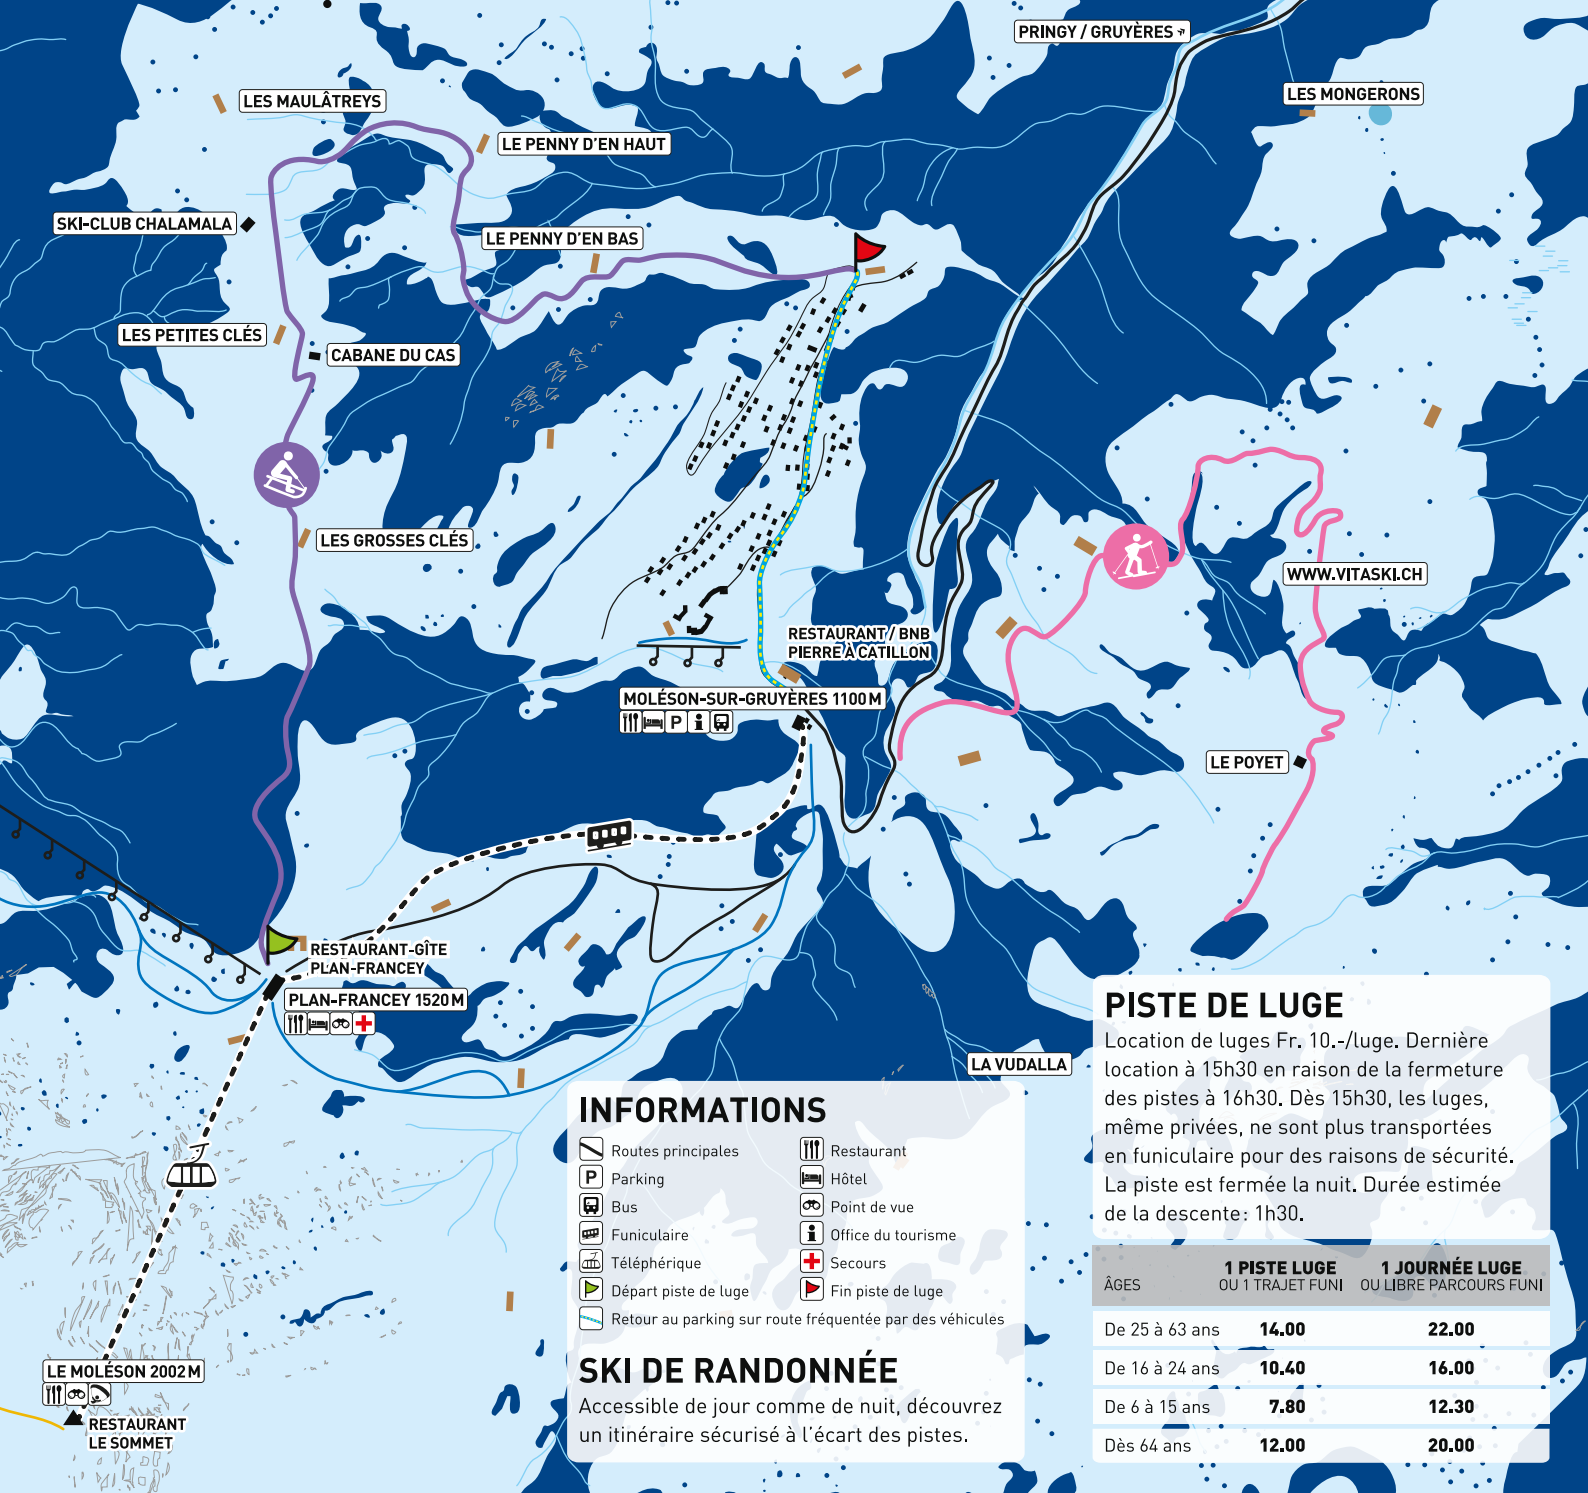 PRINGY / GRUYÈRES
LES MONGERONS
LES MAULÂTREYS
LE PENNY D'EN HAUT
SKI-CLUB CHALAMALA
LE PENNY D'EN BAS
LES PETITES CLÉS
CABANE DU CAS
LES GROSSES CLÉS
WWW.VITASKI.CH
RESTAURANT / BNB
PIERRE À CATILLON
MOLÉSON-SUR-GRUYÈRES 1100 M
P
LE POYET
RESTAURANT-GÎTE
PLAN-FRANCEY
PLAN-FRANCEY 1520 M
LA VUDALLA
LE MOLÉSON 2002 M
RESTAURANT
LE SOMMET
INFORMATIONS
Routes principales
P Parking
Bus
Funiculaire
Téléphérique
Départ piste de luge
Restaurant
Hôtel
Point de vue
Office du tourisme
Secours
Fin piste de luge
Retour au parking sur route fréquentée par des véhicules
SKI DE RANDONNÉE
Accessible de jour comme de nuit, découvrez
un itinéraire sécurisé à l'écart des pistes.
PISTE DE LUGE
Location de luges Fr. 10.-/luge. Dernière
location à 15h30 en raison de la fermeture
des pistes à 16h30. Dès 15h30, les luges,
même privées, ne sont plus transportées
en funiculaire pour des raisons de sécurité.
La piste est fermée la nuit. Durée estimée
de la descente: 1h30.
ÂGES 1 PISTE LUGE OU 1 TRAJET FUNI 1 JOURNÉE LUGE OU LIBRE PARCOURS FUNI
De 25 à 63 ans 14.00 22.00
De 16 à 24 ans 10.40 16.00
De 6 à 15 ans 7.80 12.30
Dès 64 ans 12.00 20.00